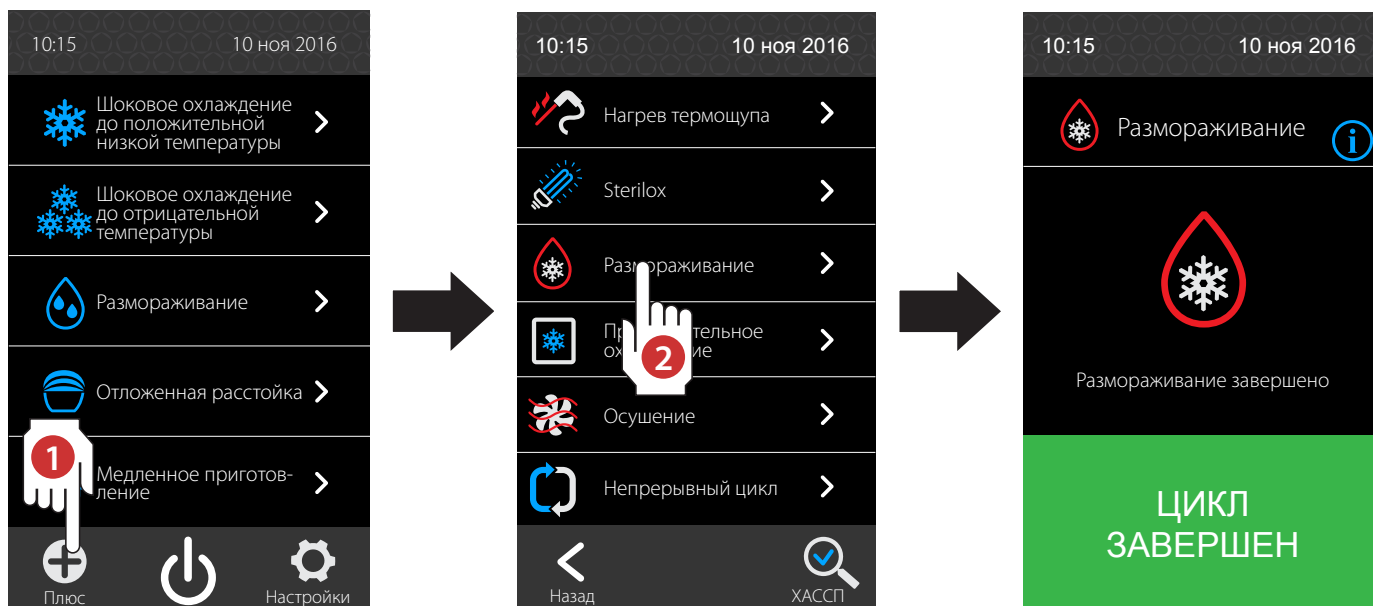 10:15 10 ноя 2016
Шоковое охлаждение
до положительной
низкой температуры
Шоковое охлаждение
до отрицательной
температуры
Размораживание
Отложенная расстойка
1
Медленное приготов-
ление
Плюс
Настройки
10:15 10 ноя 2016
Нагрев термощупа
Sterilox
Размораживание
2
Осушение
Непрерывный цикл
Назад
ХАССП
10:15 10 ноя 2016
Размораживание
i
Размораживание завершено
ЦИКЛ
ЗАВЕРШЕН